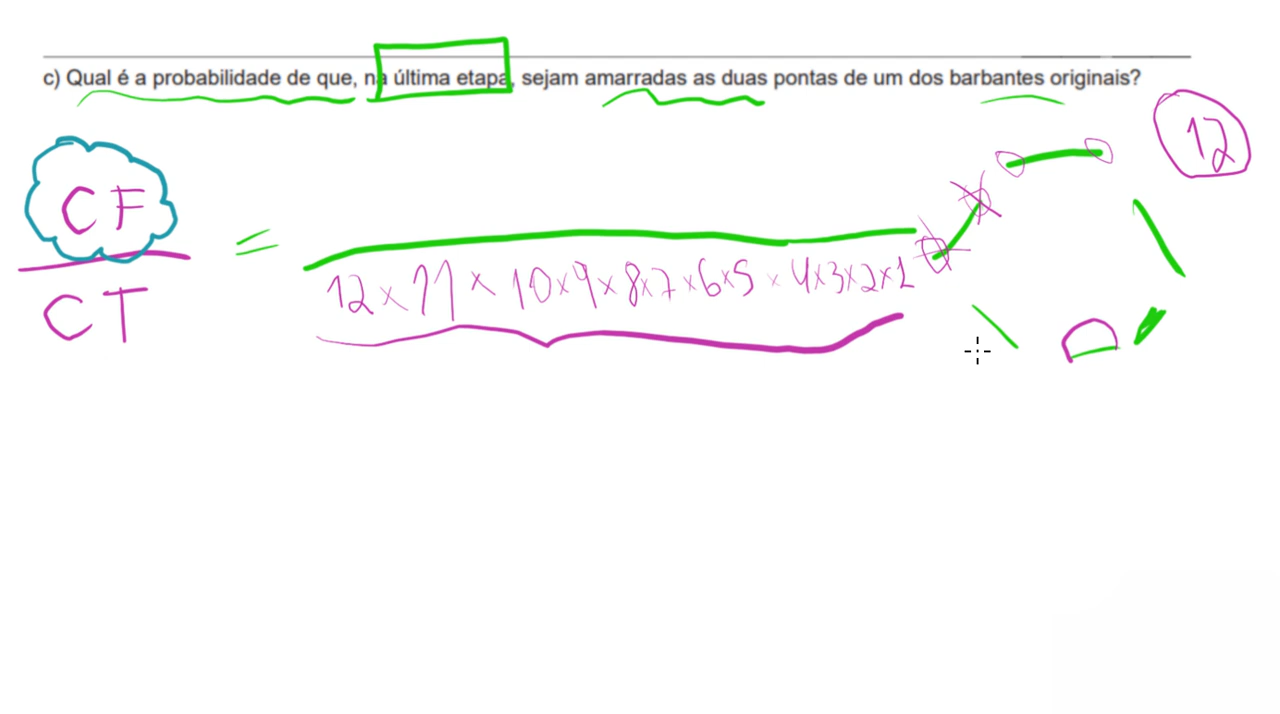 c) Qual é a probabilidade de que, na última etapa, sejam amarradas as duas pontas de um dos barbantes originais?
12
CF
=
12 x 11 x 10 x 9 x 8 x 7 x 6 x 5 x 4 x 3 x 2 x 1
CT